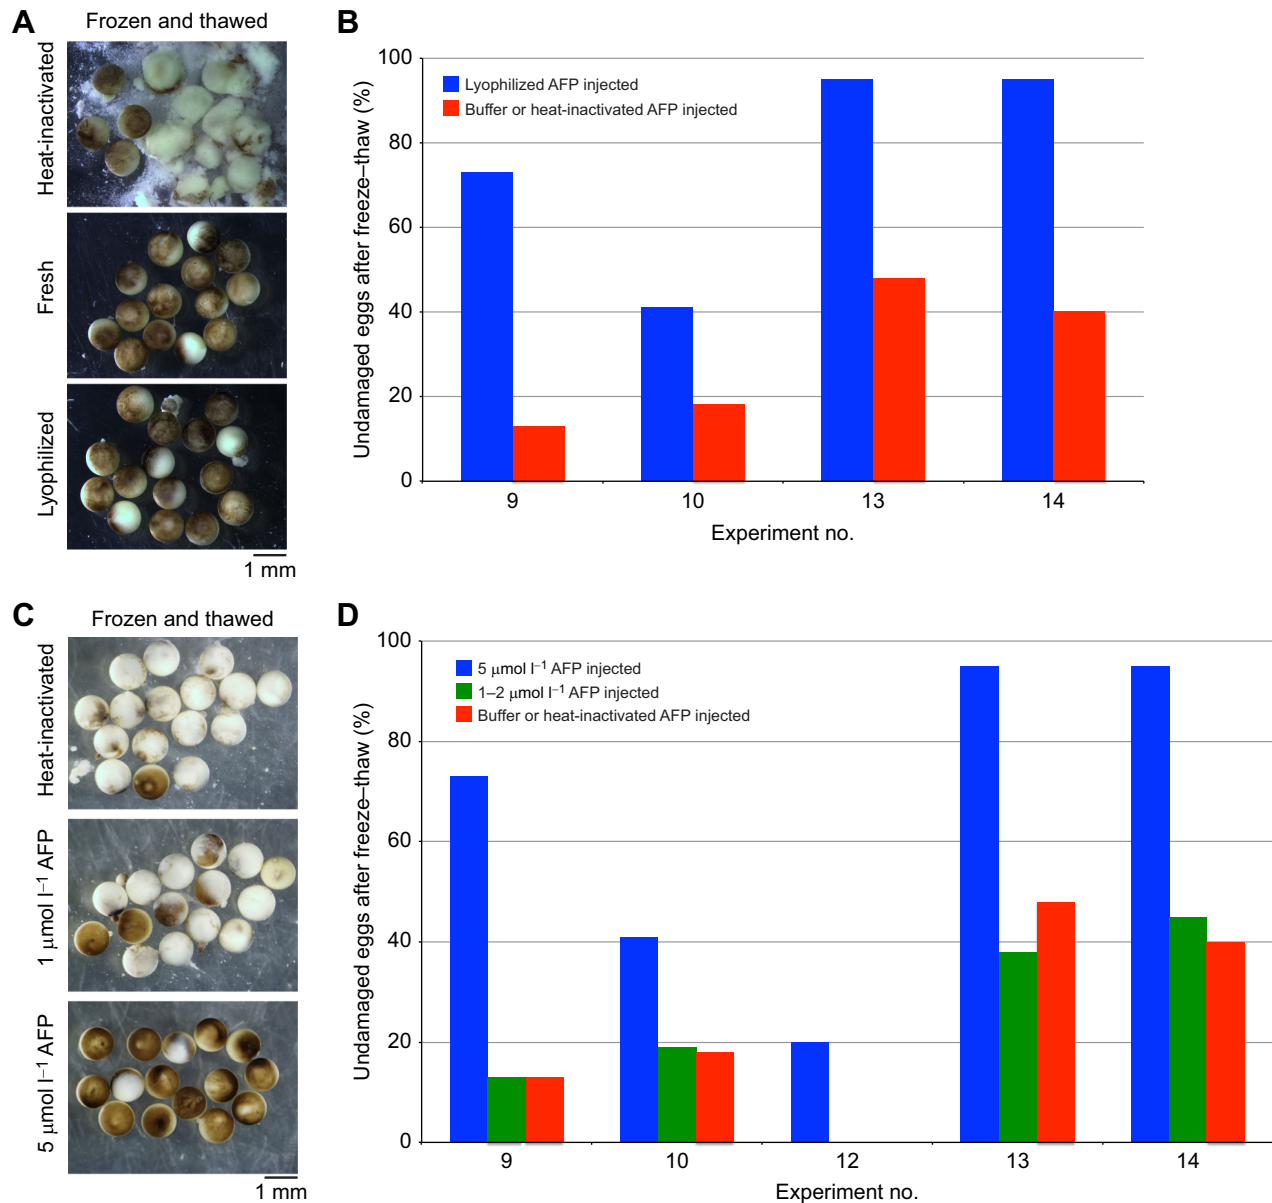 A
Frozen and thawed
Heat-inactivated
Fresh
Lyophilized
1 mm
B
Undamaged eggs after freeze–thaw (%)
100
80
60
40
20
0
Lyophilized AFP injected
Buffer or heat-inactivated AFP injected
9 10 13 14
Experiment no.
C
Frozen and thawed
Heat-inactivated
1 μmol l⁻¹ AFP
5 μmol l⁻¹ AFP
1 mm
D
Undamaged eggs after freeze–thaw (%)
100
80
60
40
20
0
5 μmol l⁻¹ AFP injected
1–2 μmol l⁻¹ AFP injected
Buffer or heat-inactivated AFP injected
9 10 12 13 14
Experiment no.